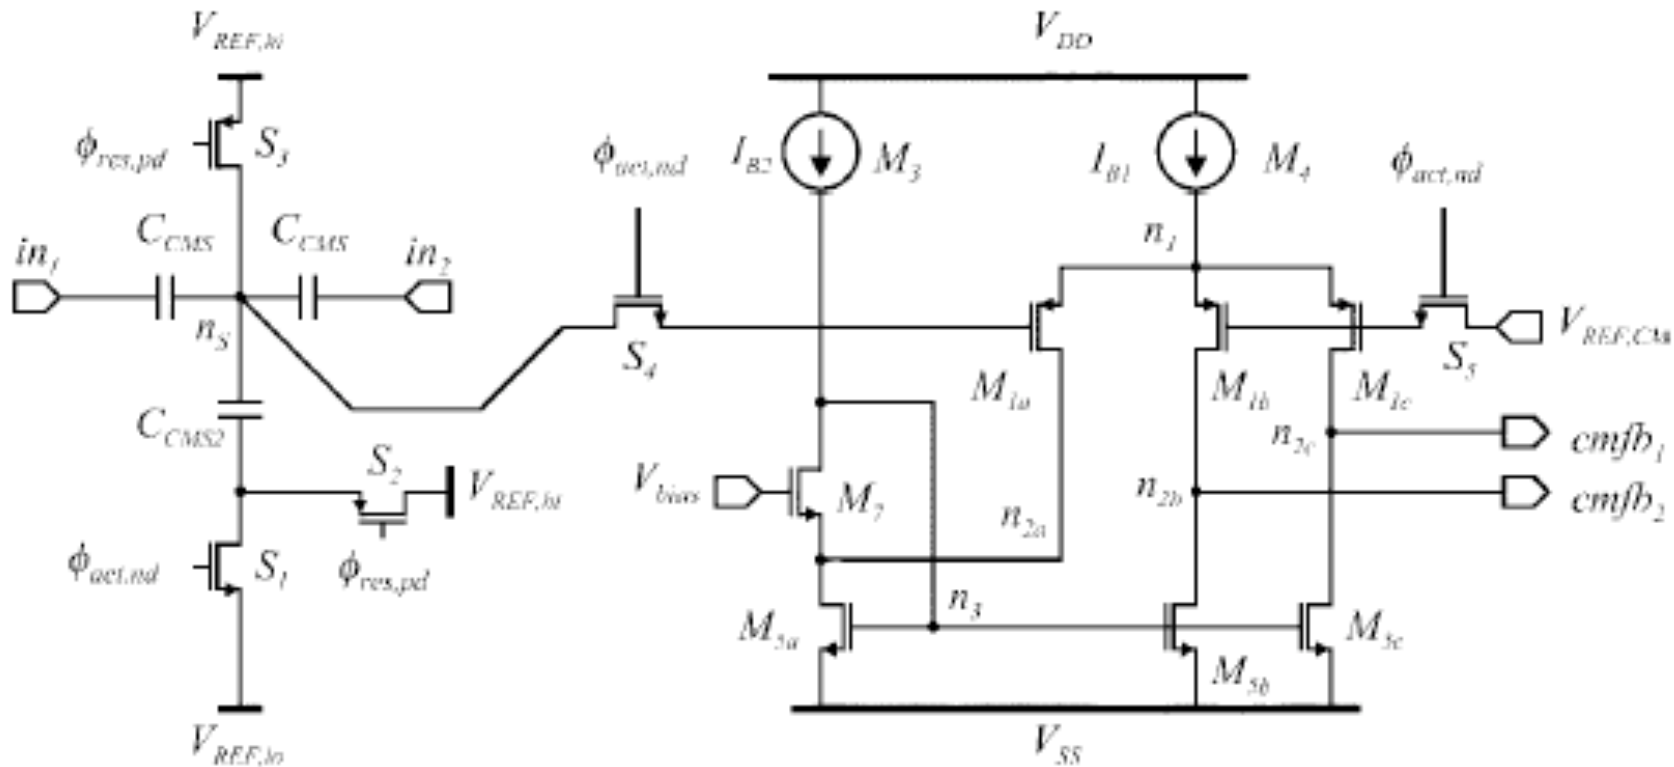 V_REF,hi
V_DD
ϕ_res,pd
S_3
ϕ_act,nd
I_B2
M_3
I_B1
M_4
ϕ_act,nd
in_1
C_CMS
C_CMS
in_2
n_1
n_S
S_4
V_REF,CM
S_5
M_1a
M_1b
M_1c
C_CMS2
S_2
V_REF,hi
V_bias
M_7
n_2a
n_2b
n_2c
cmfb_1
cmfb_2
ϕ_act,nd
S_1
ϕ_res,pd
M_5a
n_3
M_5b
M_5c
V_REF,lo
V_SS